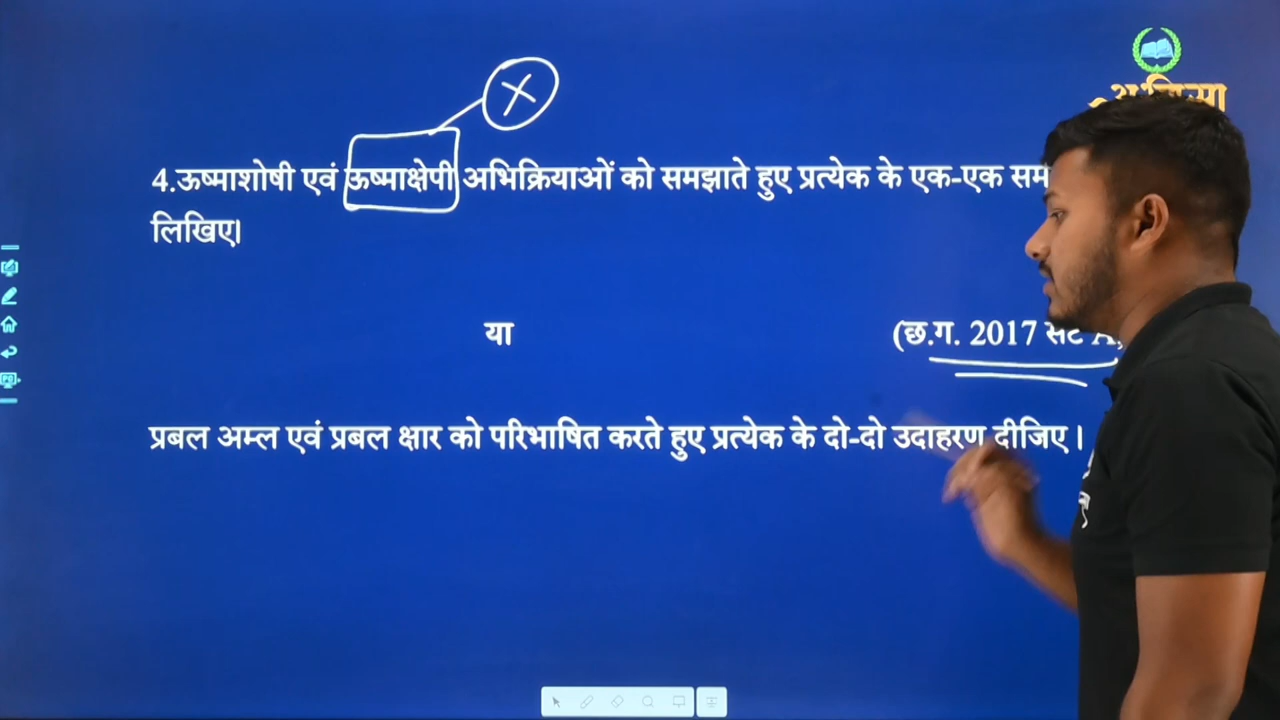 4.ऊष्माशोषी एवं ऊष्माक्षेपी अभिक्रियाओं को समझाते हुए प्रत्येक के एक-एक
लिखिए।
या
(छ.ग. 2017 सेट A,
प्रबल अम्ल एवं प्रबल क्षार को परिभाषित करते हुए प्रत्येक के दो-दो उदाहरण दीजिए ।